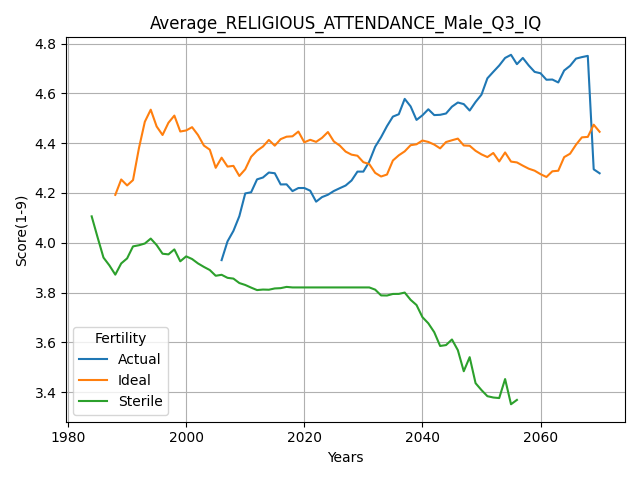 Average_RELIGIOUS_ATTENDANCE_Male_Q3_IQ
Score(1-9)
4.8
4.6
4.4
4.2
4.0
3.8
3.6
3.4
Fertility
Actual
Ideal
Sterile
1980
2000
2020
2040
2060
Years